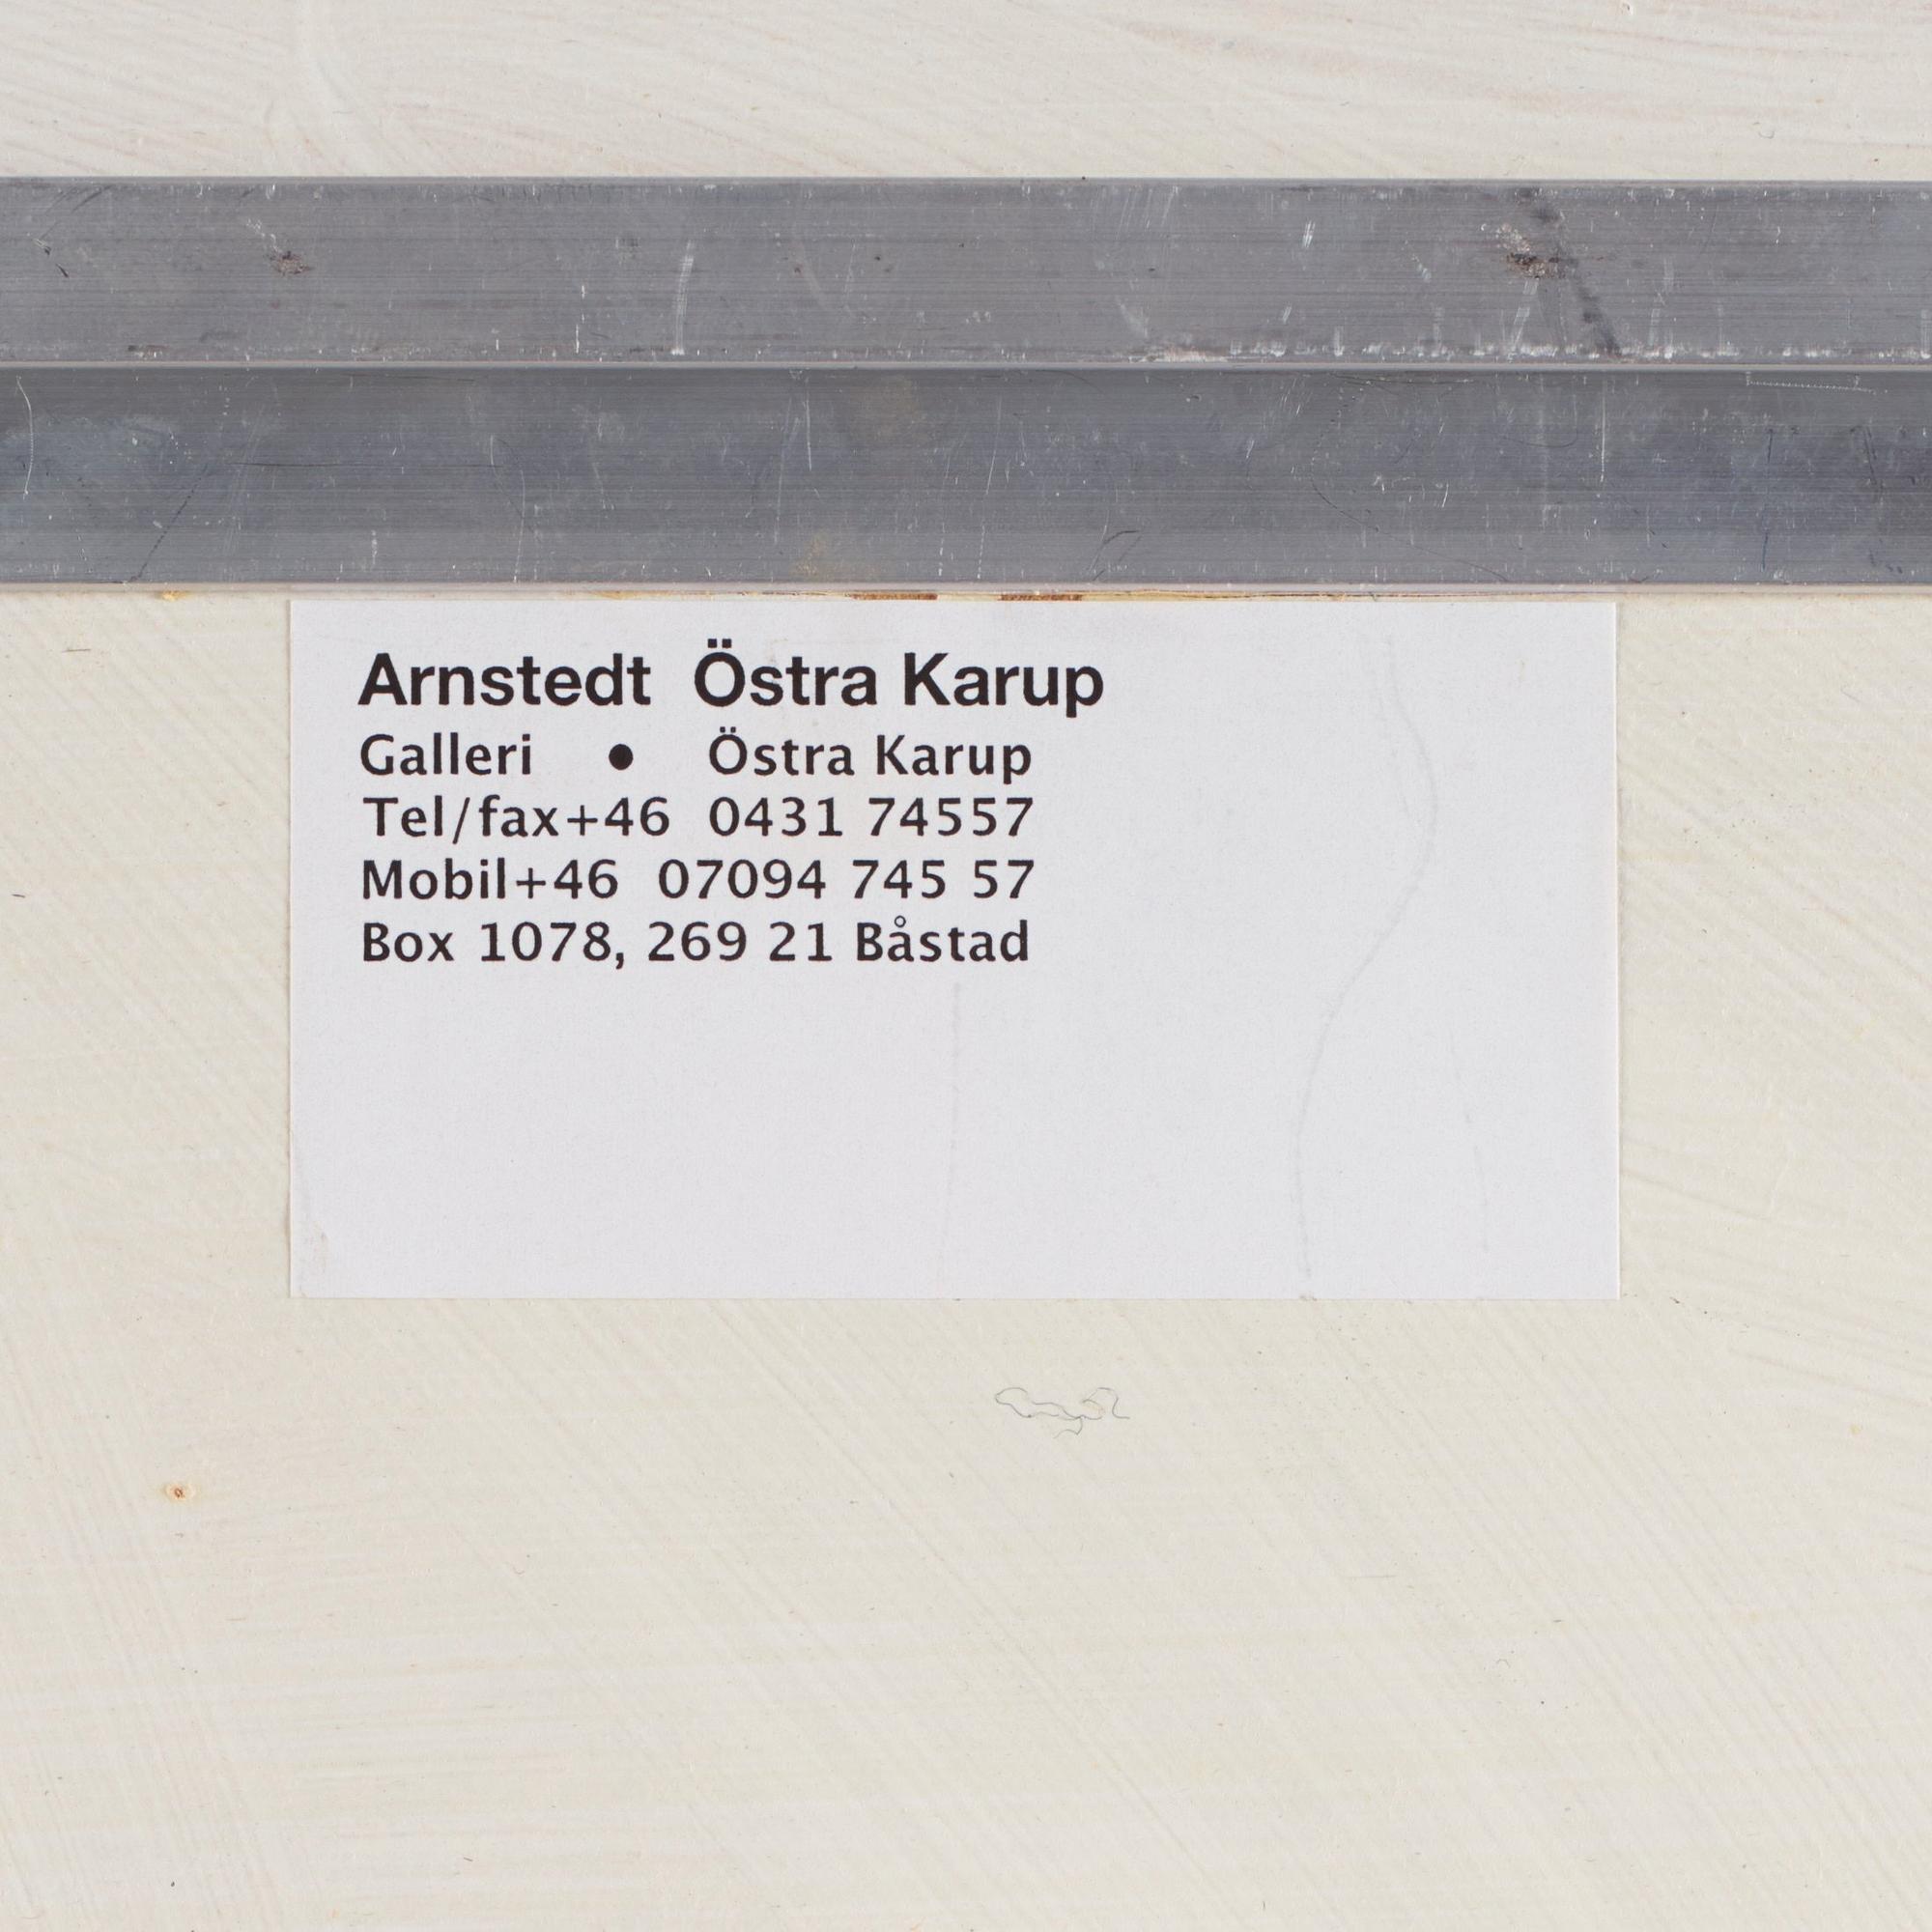 Arnstedt Östra Karup
Galleri • Östra Karup
Tel/fax+46 0431 74557
Mobil+46 07094 745 57
Box 1078, 269 21 Båstad